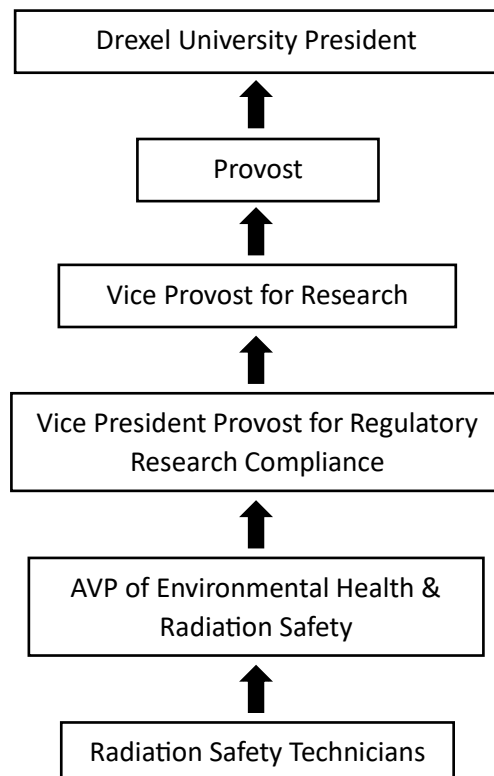 Drexel University President
Provost
Vice Provost for Research
Vice President Provost for Regulatory
Research Compliance
AVP of Environmental Health &
Radiation Safety
Radiation Safety Technicians